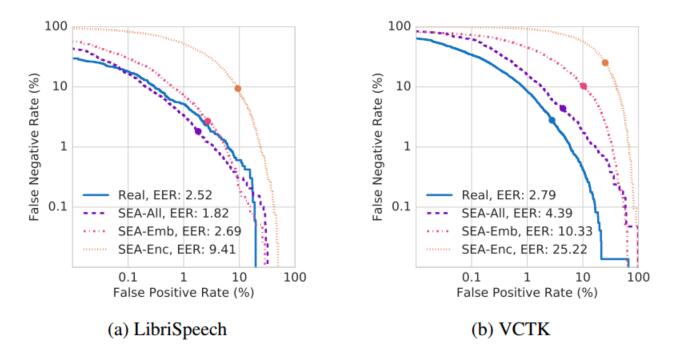 100
10
1
0.1
False Negative Rate (%)
Real, EER: 2.52
SEA-All, EER: 1.82
SEA-Emb, EER: 2.69
SEA-Enc, EER: 9.41
0.1 1 10 100
False Positive Rate (%)
(a) LibriSpeech
100
10
1
0.1
False Negative Rate (%)
Real, EER: 2.79
SEA-All, EER: 4.39
SEA-Emb, EER: 10.33
SEA-Enc, EER: 25.22
0.1 1 10 100
False Positive Rate (%)
(b) VCTK